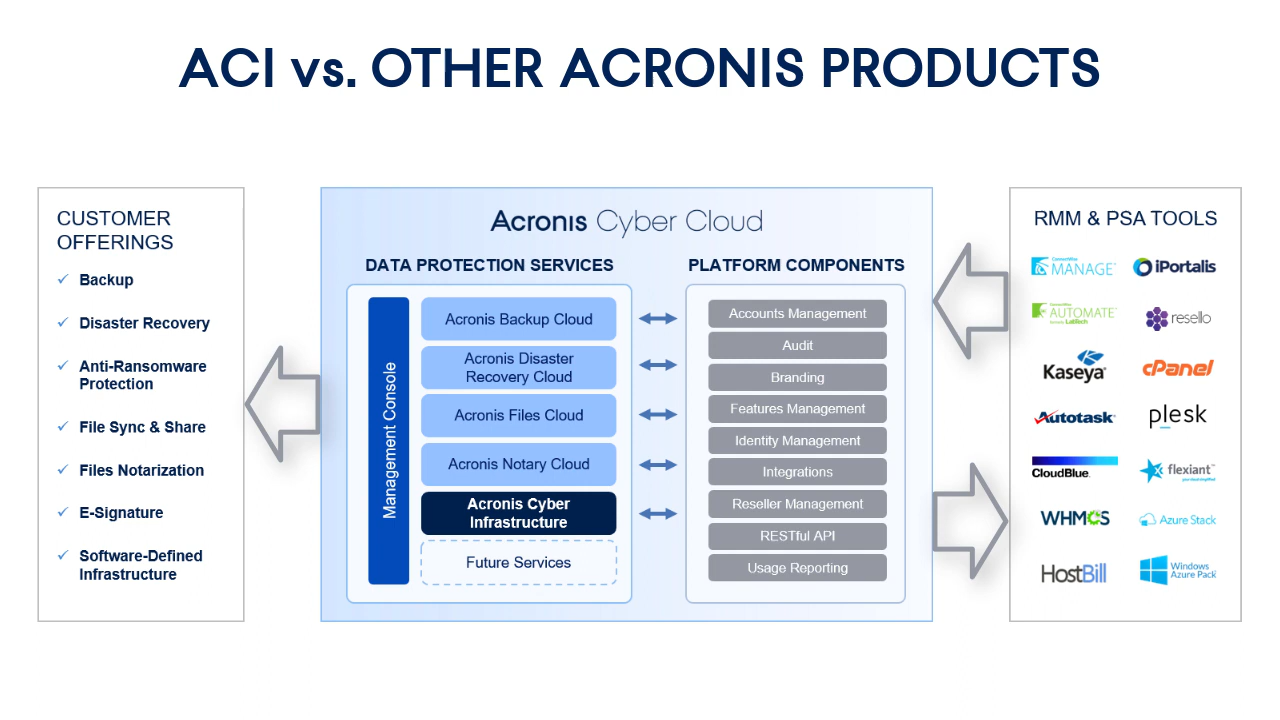 ACI vs. OTHER ACRONIS PRODUCTS
CUSTOMER
OFFERINGS
Backup
Disaster Recovery
Anti-Ransomware
Protection
File Sync & Share
Files Notarization
E-Signature
Software-Defined
Infrastructure
Acronis Cyber Cloud
DATA PROTECTION SERVICES
Management Console
Acronis Backup Cloud
Acronis Disaster
Recovery Cloud
Acronis Files Cloud
Acronis Notary Cloud
Acronis Cyber
Infrastructure
Future Services
PLATFORM COMPONENTS
Accounts Management
Audit
Branding
Features Management
Identity Management
Integrations
Reseller Management
RESTful API
Usage Reporting
RMM & PSA TOOLS
ConnectWise
MANAGE
iPortalis
ConnectWise
AUTOMATE
formerly LabTech
resello
Kaseya
cPanel
Autotask
plesk
CloudBlue
flexiant
WHMCS
Azure Stack
HostBill
Windows
Azure Pack